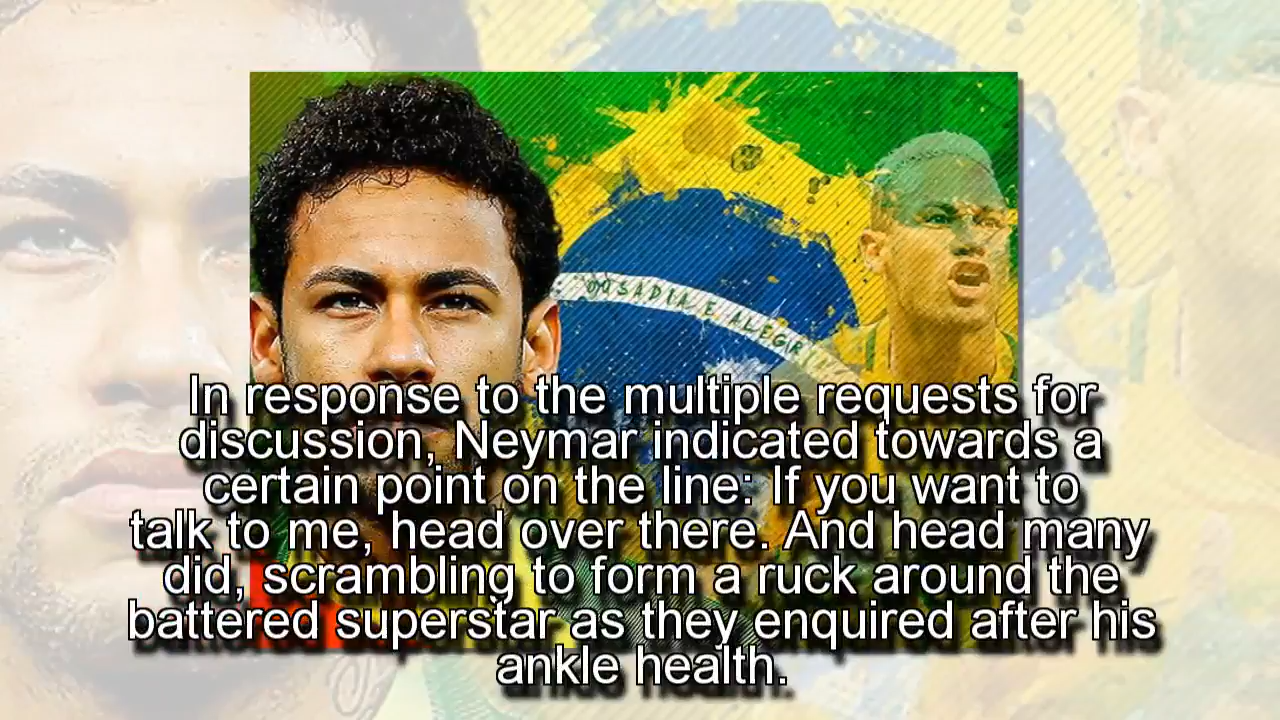 OUSADIA E ALEGRI
In response to the multiple requests for
discussion, Neymar indicated towards a
certain point on the line: If you want to
talk to me, head over there. And head many
did, scrambling to form a ruck around the
battered superstar as they enquired after his
ankle health.